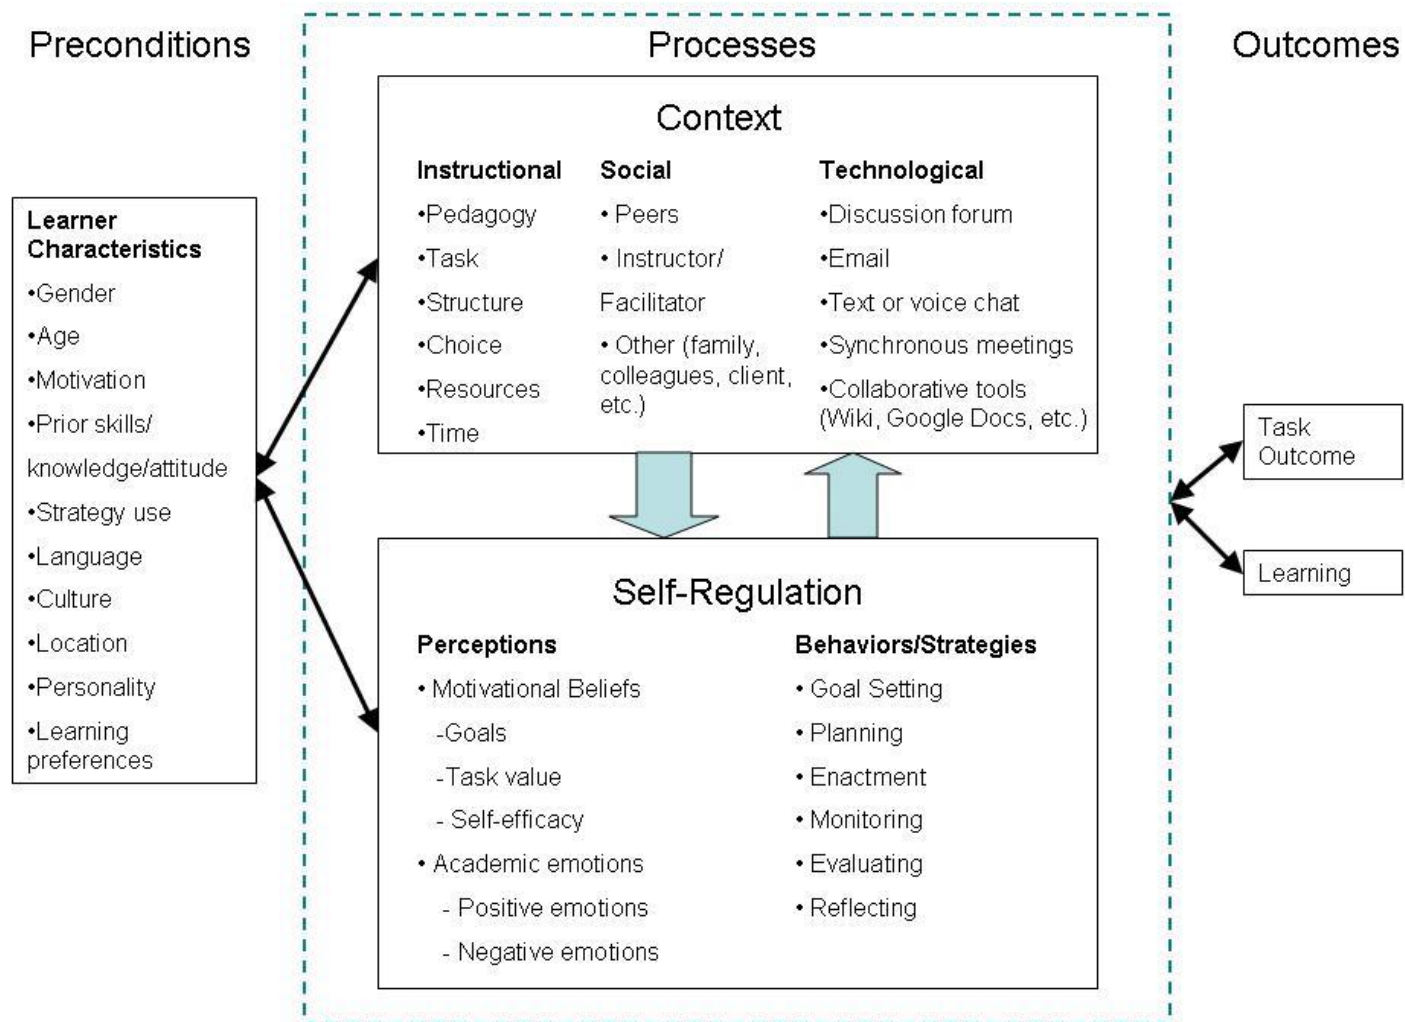 Preconditions
Processes
Outcomes
Learner
Characteristics
•Gender
•Age
•Motivation
•Prior skills/
knowledge/attitude
•Strategy use
•Language
•Culture
•Location
•Personality
•Learning
preferences
Context
Instructional
•Pedagogy
•Task
•Structure
•Choice
•Resources
•Time
Social
• Peers
• Instructor/
Facilitator
• Other (family,
colleagues, client,
etc.)
Technological
•Discussion forum
•Email
•Text or voice chat
•Synchronous meetings
•Collaborative tools
(Wiki, Google Docs, etc.)
Self-Regulation
Perceptions
• Motivational Beliefs
-Goals
-Task value
- Self-efficacy
• Academic emotions
- Positive emotions
- Negative emotions
Behaviors/Strategies
• Goal Setting
• Planning
• Enactment
• Monitoring
• Evaluating
• Reflecting
Task
Outcome
Learning